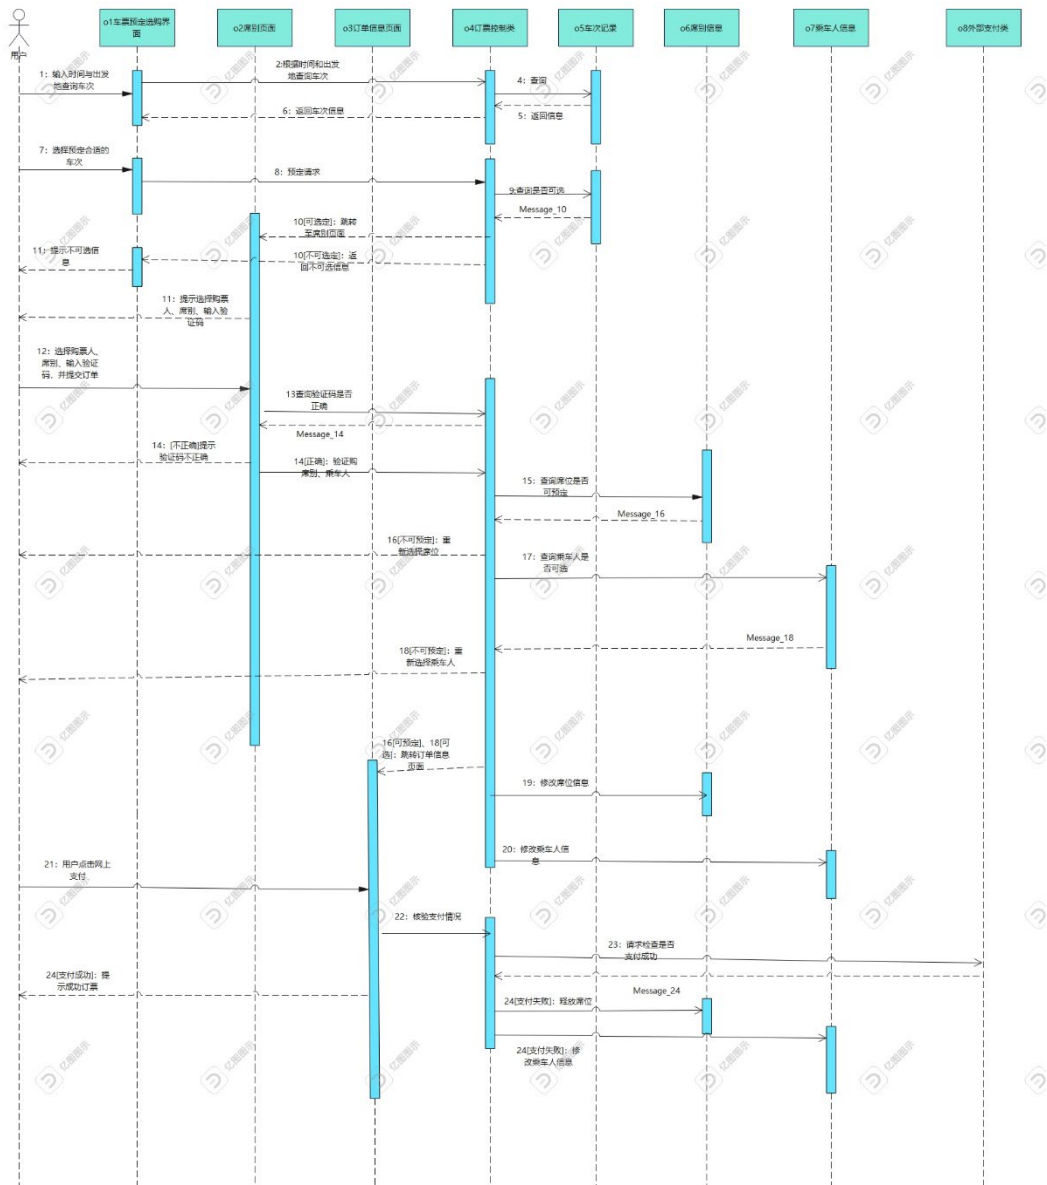 o1车票预定选购界
面
o2席别页面
o3订单信息页面
o4订票控制类
o5车次记录
o6席别信息
o7乘车人信息
o8外部支付类
用户
1：输入时间与出发
地查询车次
2:根据时间和出发
地查询车次
4：查询
5：返回信息
6：返回车次信息
7：选择预定合适的
车次
8：预定请求
9:查询是否可选
Message_10
10[可选定]：跳转
至席别页面
10[不可选定]：返
回不可选信息
11：提示不可选信
息
11：提示选择购票
人、席别、输入验
证码
12：选择购票人、
席别、输入验证
码、并提交订单
13查询验证码是否
正确
Message_14
14：[不正确]提示
验证码不正确
14[正确]：验证购
席别、乘车人
15：查询席位是否
可预定
Message_16
16[不可预定]：重
新选择席位
17：查询乘车人是
否可选
Message_18
18[不可预定]：重
新选择乘车人
16[可预定]、18[可
选]：跳转订单信息
页面
19：修改席位信息
20：修改乘车人信
息
21：用户点击网上
支付
22：核验支付情况
23：请求检查是否
支付成功
Message_24
24[支付成功]：提
示成功订票
24[支付失败]：释放席位
24[支付失败]：修
改乘车人信息
亿图图示